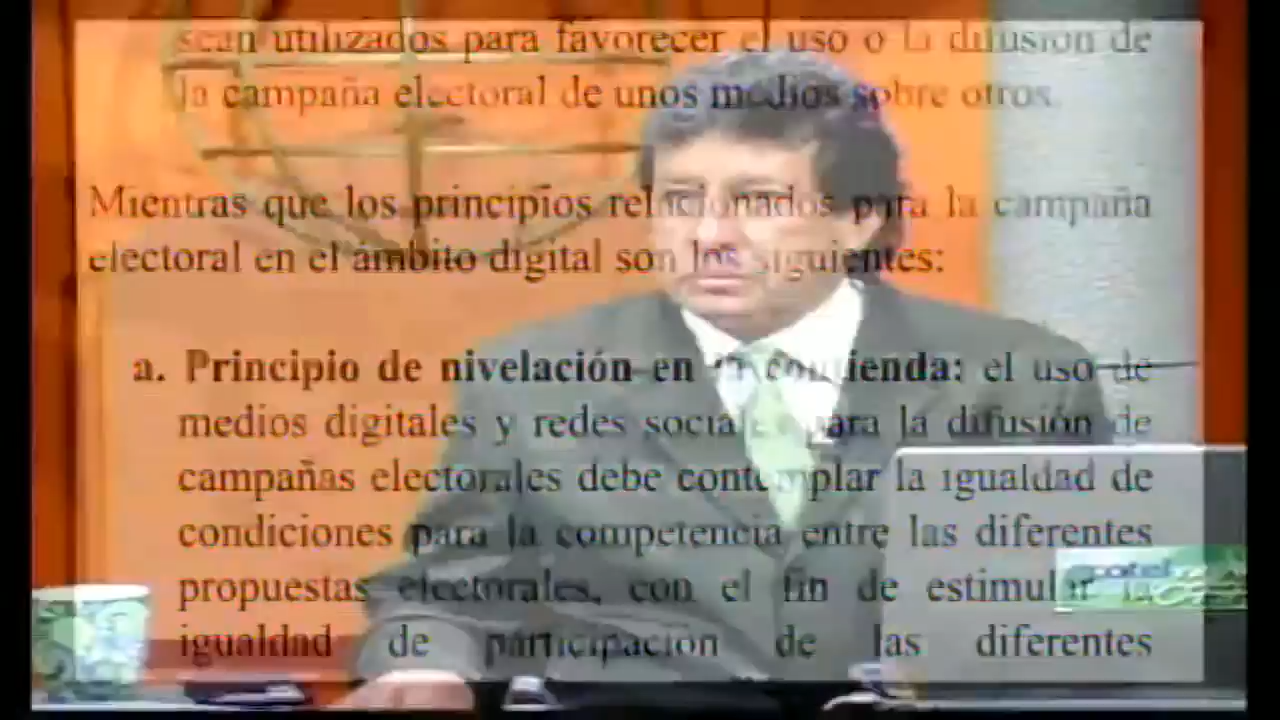 sean utilizados para favorecer el uso o la difusión de
la campaña electoral de unos medios sobre otros.
Mientras que los principios relacionados para la campaña
electoral en el ámbito digital son los siguientes:
a. Principio de nivelación en la contienda: el uso de
medios digitales y redes sociales para la difusión de
campañas electorales debe contemplar la igualdad de
condiciones para la competencia entre las diferentes
propuestas electorales, con el fin de estimular la
igualdad de participación de las diferentes